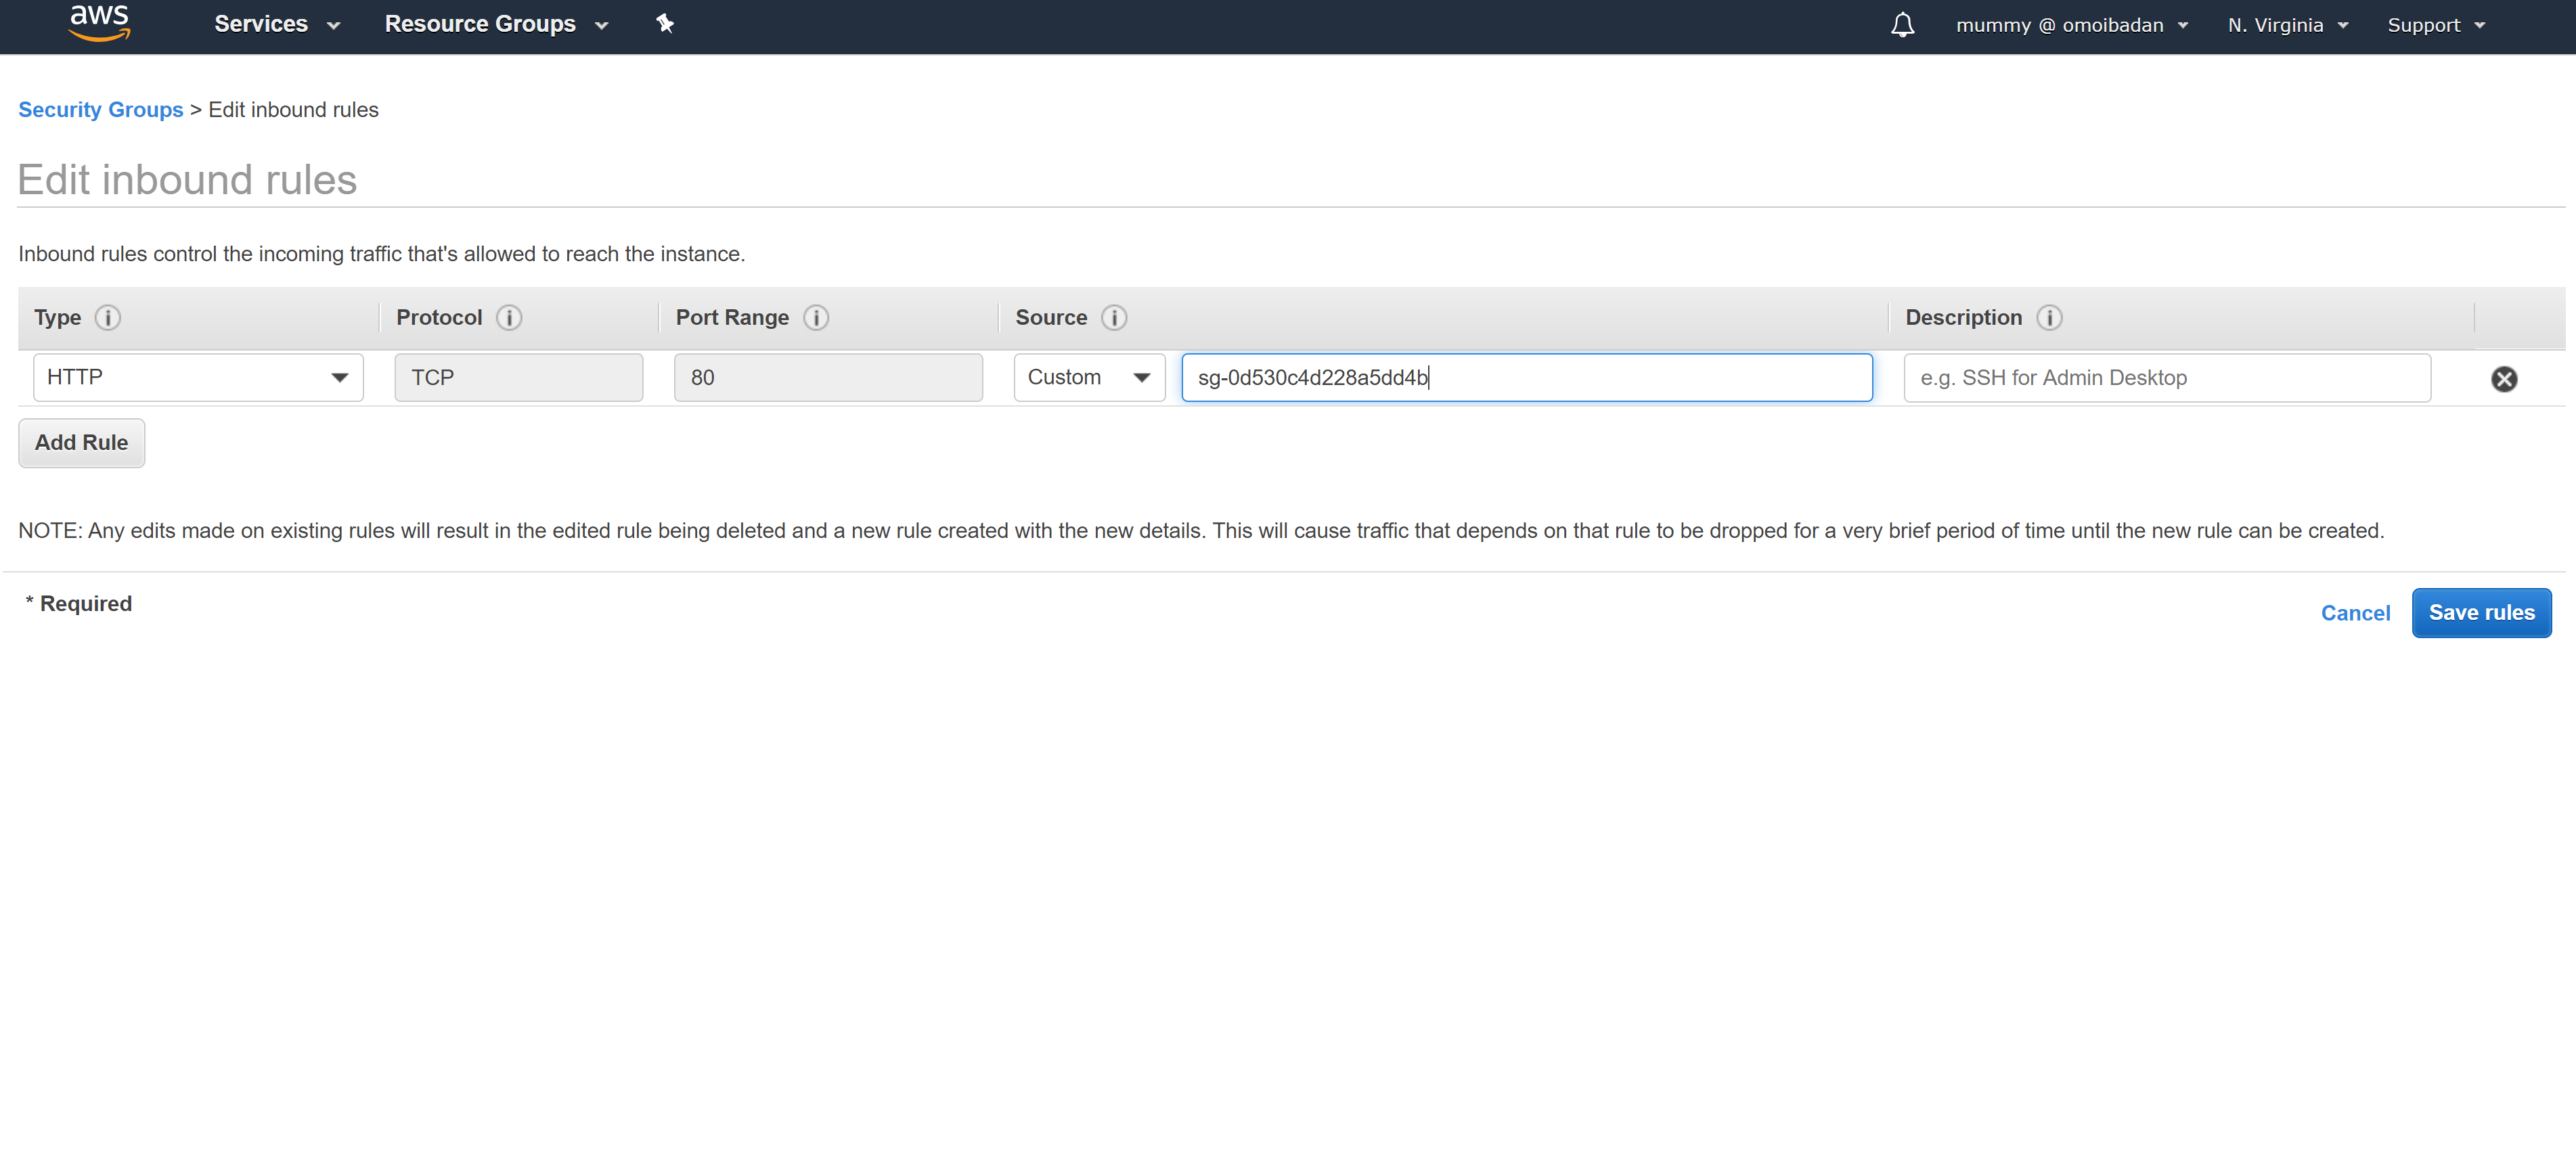 aws Services Resource Groups mummy @ omoibadan N. Virginia Support
Security Groups > Edit inbound rules
Edit inbound rules
Inbound rules control the incoming traffic that's allowed to reach the instance.
Type i Protocol i Port Range i Source i Description i
HTTP TCP 80 Custom sg-0d530c4d228a5dd4b e.g. SSH for Admin Desktop
Add Rule
NOTE: Any edits made on existing rules will result in the edited rule being deleted and a new rule created with the new details. This will cause traffic that depends on that rule to be dropped for a very brief period of time until the new rule can be created.
* Required
Cancel Save rules